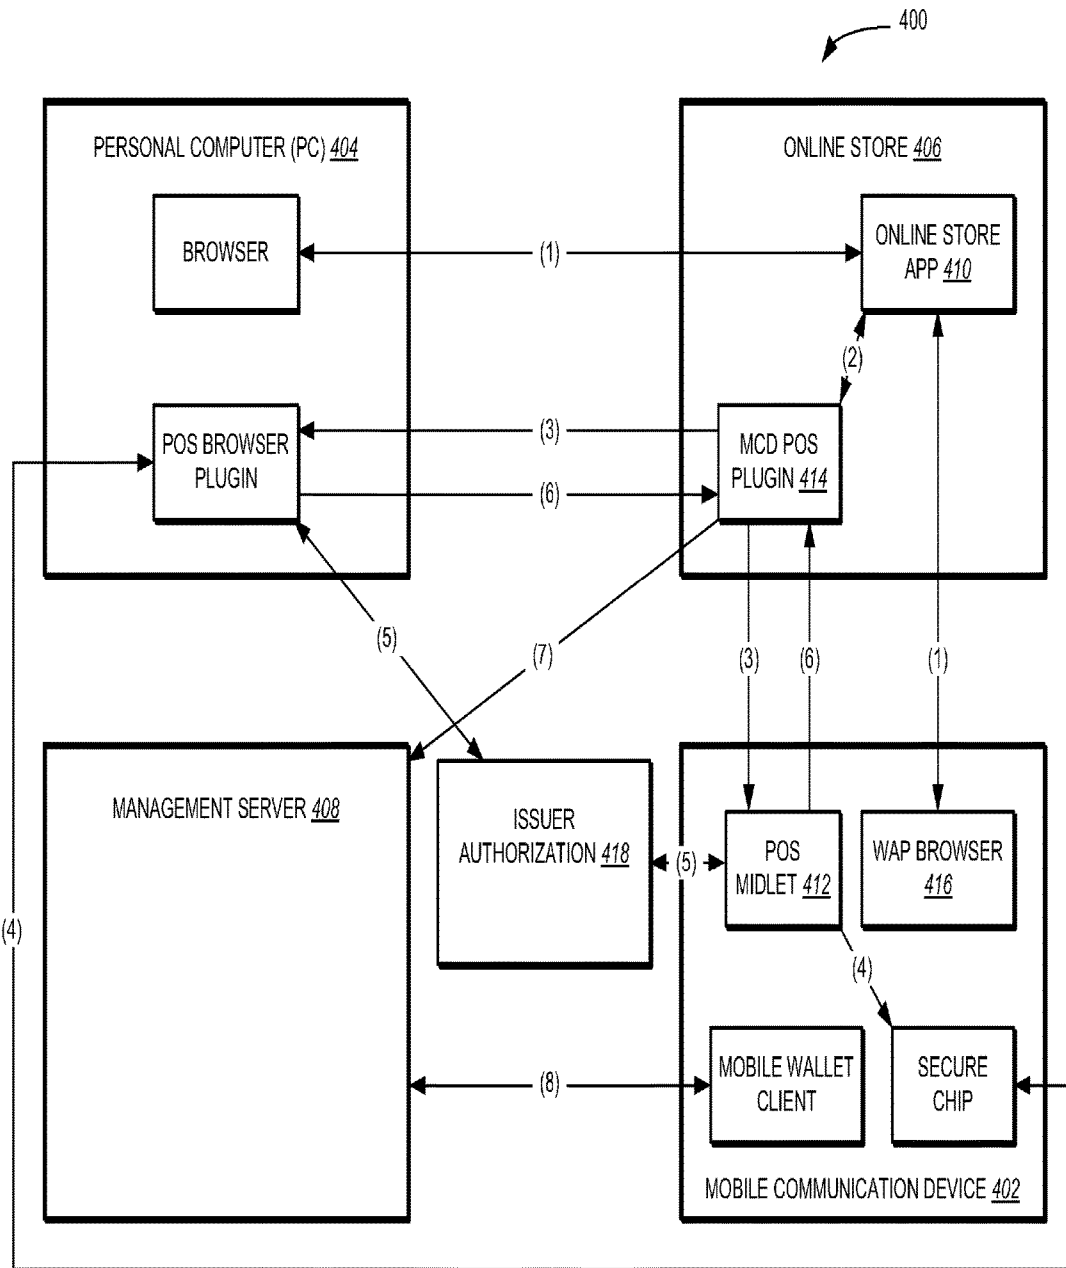 400
PERSONAL COMPUTER (PC) 404
ONLINE STORE 406
BROWSER
(1)
ONLINE STORE
APP 410
(2)
POS BROWSER
PLUGIN
(3)
(6)
MCD POS
PLUGIN 414
(5)
(7)
(3)
(6)
(1)
MANAGEMENT SERVER 408
ISSUER
AUTHORIZATION 418
(5)
POS
MIDLET 412
WAP BROWSER
416
(4)
(4)
(8)
MOBILE WALLET
CLIENT
SECURE
CHIP
MOBILE COMMUNICATION DEVICE 402